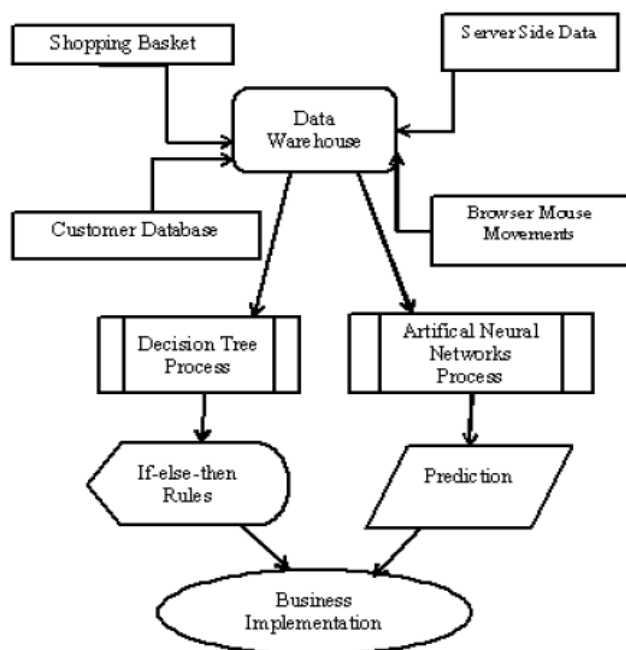 Shopping Basket
Server Side Data
Data
Warehouse
Customer Database
Browser Mouse
Movements
Decision Tree
Process
Artifical Neural
Networks
Process
If-else-then
Rules
Prediction
Business
Implementation